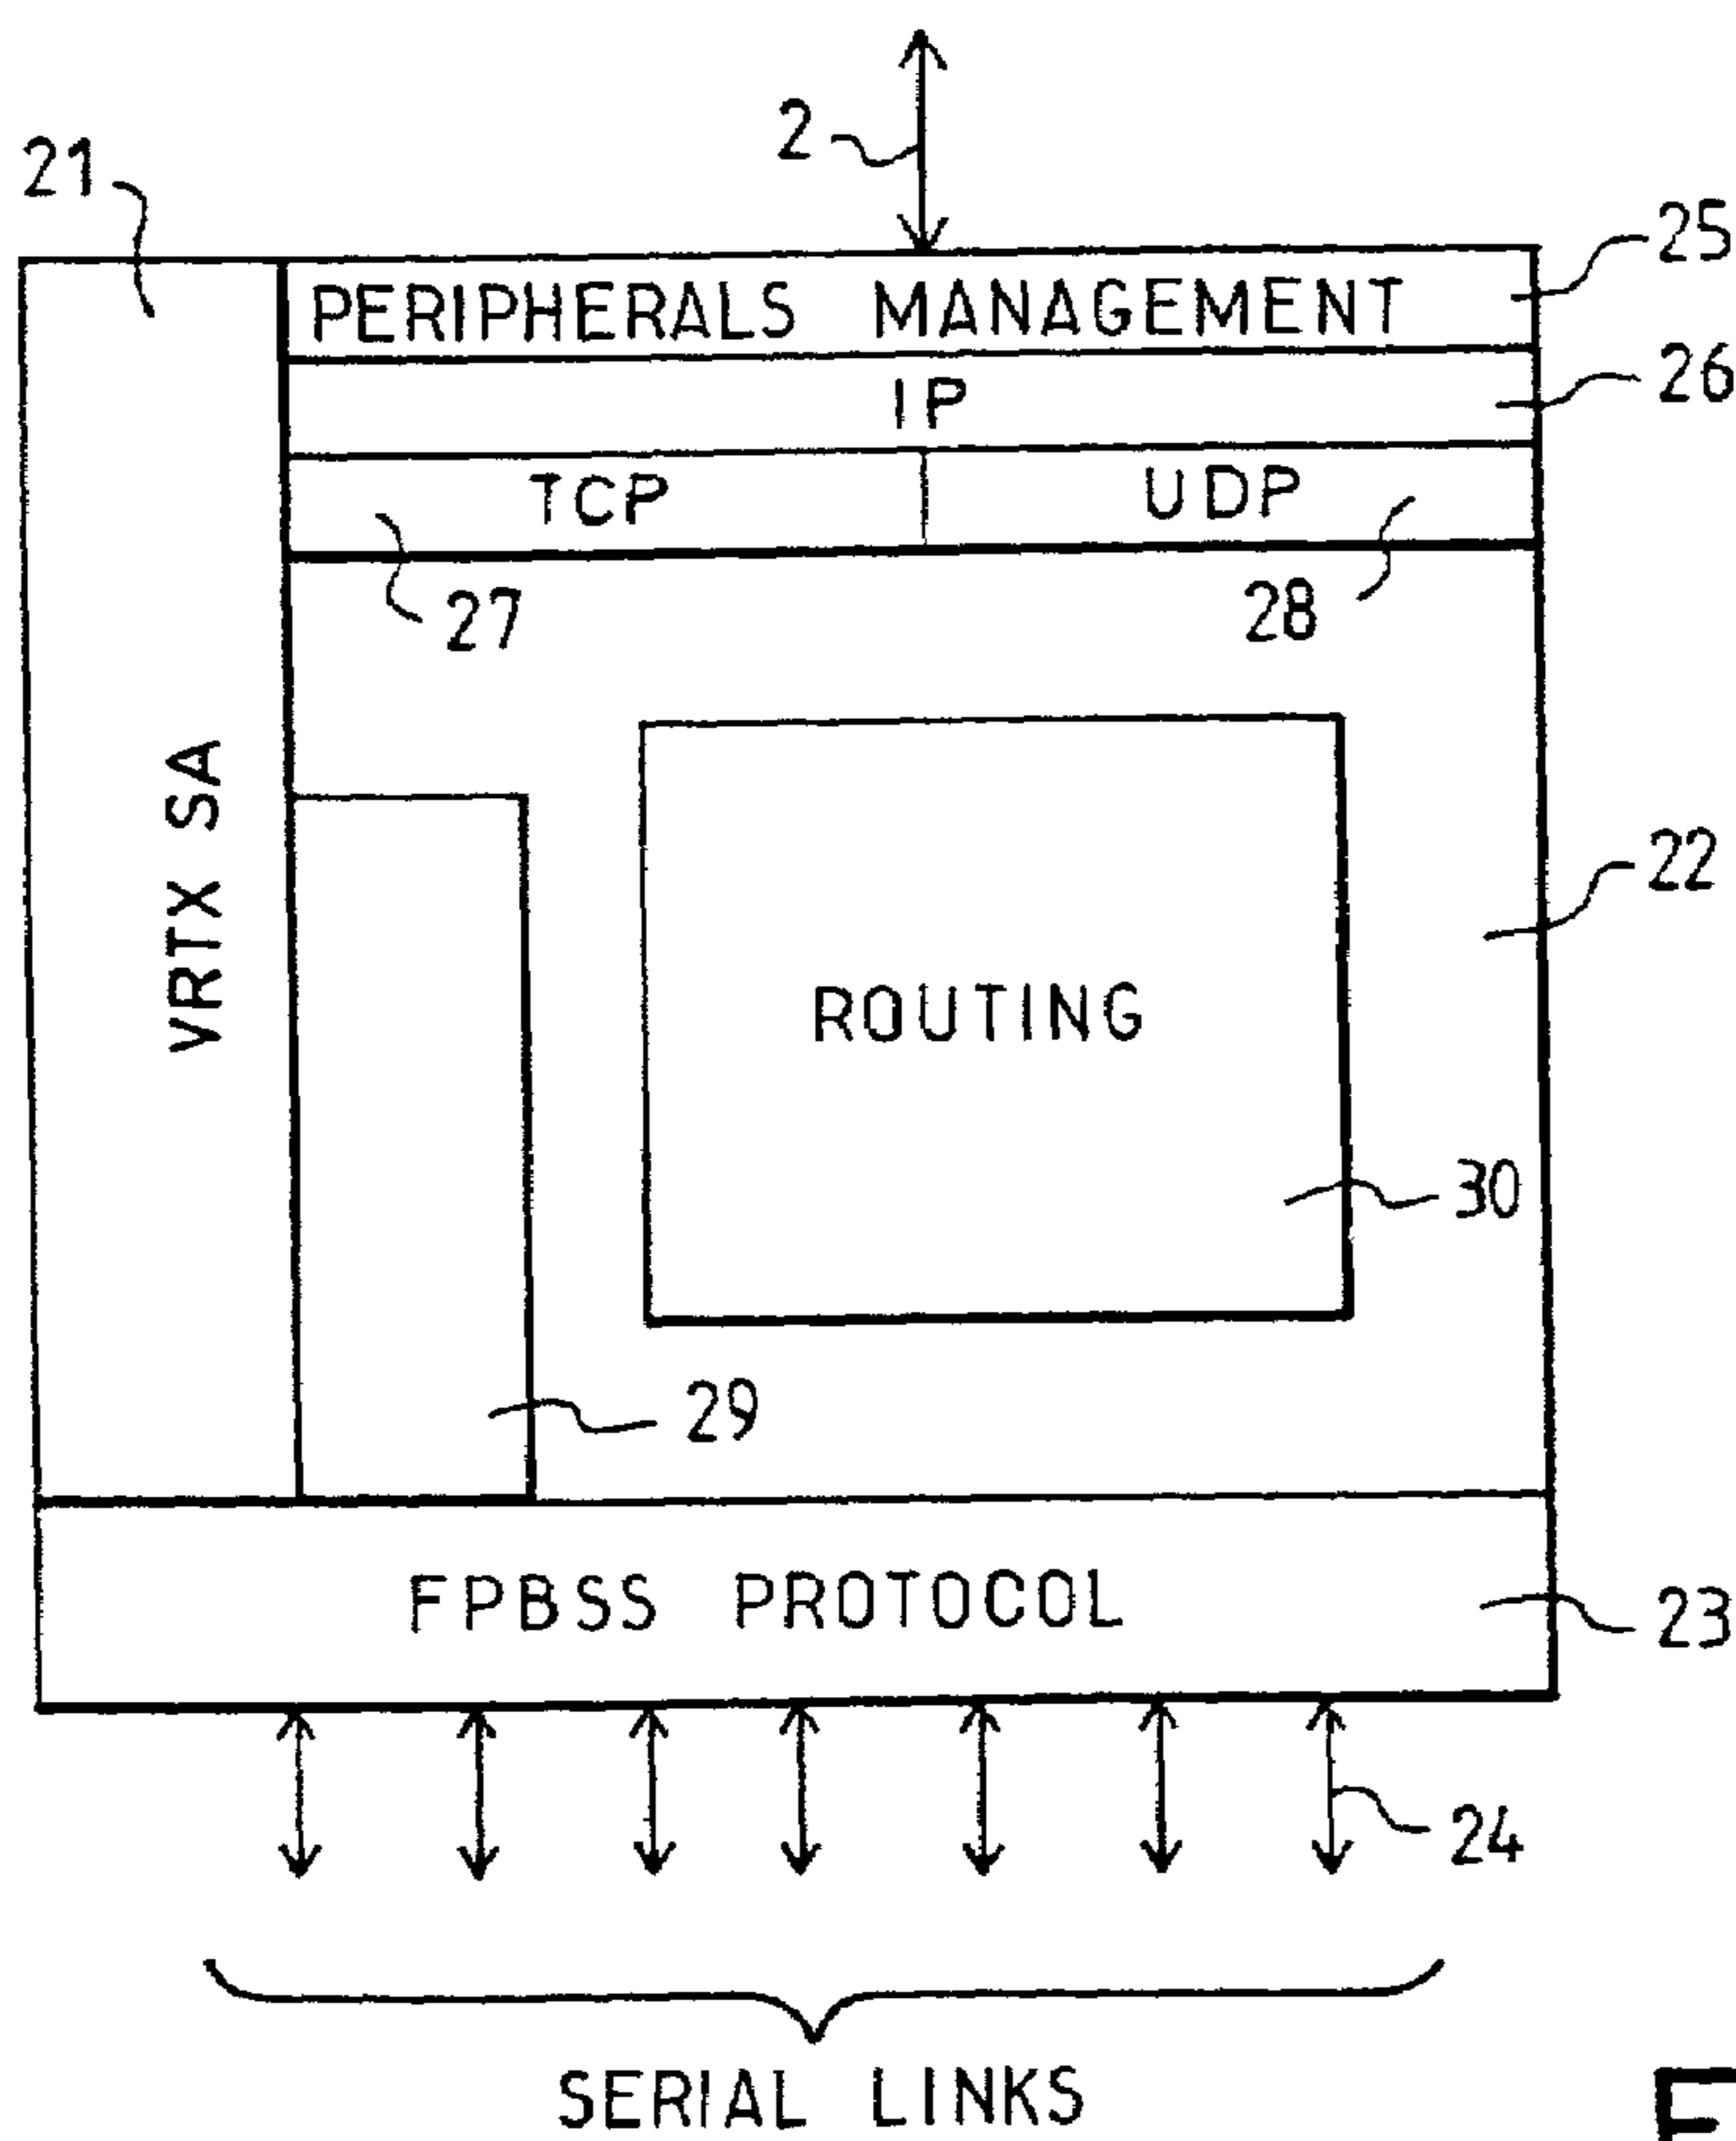 2
21
25
PERIPHERALS MANAGEMENT
26
IP
TCP
UDP
27
28
VRTX SA
22
ROUTING
30
29
FPBSS PROTOCOL
23
24
SERIAL LINKS